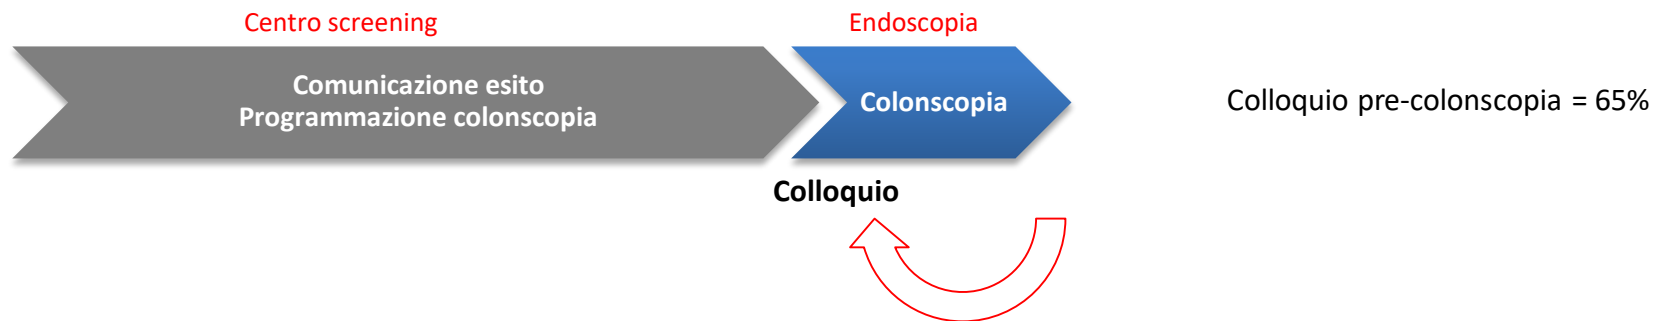 Centro screening
Endoscopia
Comunicazione esito
Programmazione colonscopia
Colonscopia
Colloquio pre-colonscopia = 65%
Colloquio